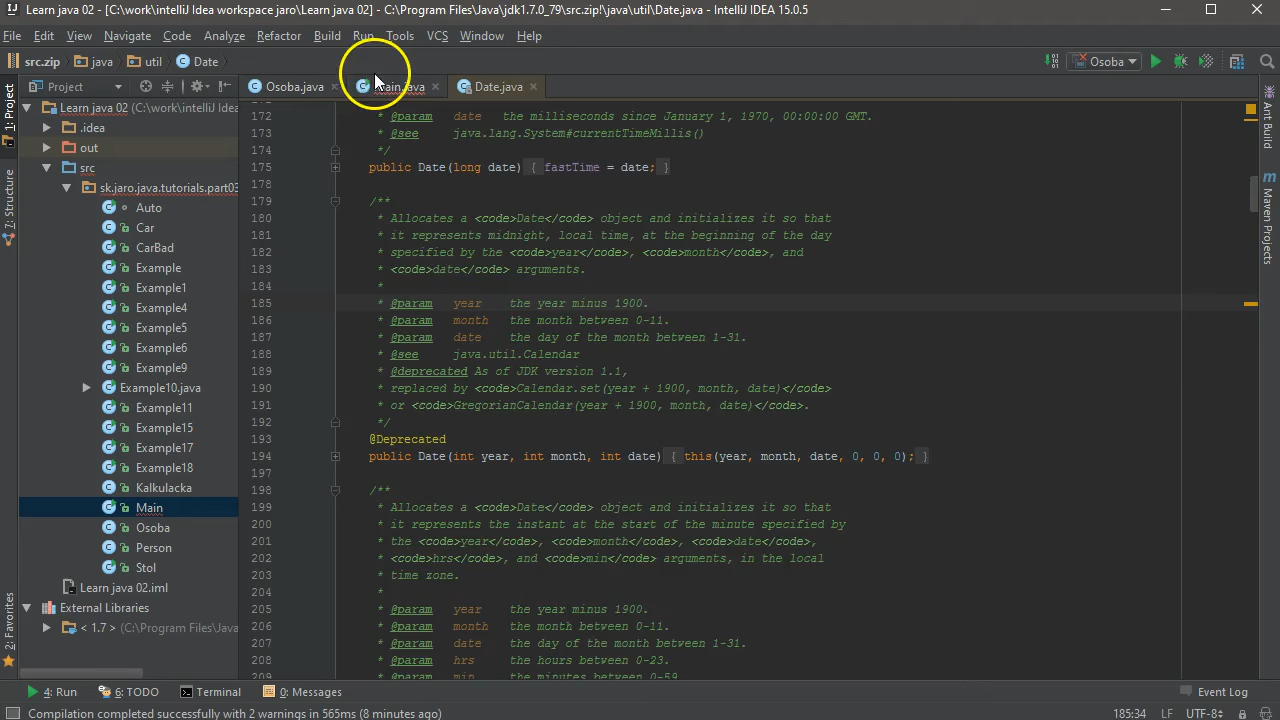 Learn java 02 - [C:\work\intelliJ Idea workspace jaro\Learn java 02] - C:\Program Files\Java\jdk1.7.0_79\src.zip!\java\util\Date.java - IntelliJ IDEA 15.0.5
File Edit View Navigate Code Analyze Refactor Build Run Tools VCS Window Help
src.zip java util Date Osoba
Project Osoba.java Main.java Date.java
1: Project
7: Structure
2: Favorites
Learn java 02 (C:\work\intelliJ Idea
.idea
out
src
sk.jaro.java.tutorials.part03
Auto
Car
CarBad
Example
Example1
Example4
Example5
Example6
Example9
Example10.java
Example11
Example15
Example17
Example18
Kalkulacka
Main
Osoba
Person
Stol
Learn java 02.iml
External Libraries
< 1.7 > (C:\Program Files\Java
172 * @param date the milliseconds since January 1, 1970, 00:00:00 GMT.
173 * @see java.lang.System#currentTimeMillis()
174 */
175 public Date(long date) { fastTime = date; }
178
179 /**
180 * Allocates a <code>Date</code> object and initializes it so that
181 * it represents midnight, local time, at the beginning of the day
182 * specified by the <code>year</code>, <code>month</code>, and
183 * <code>date</code> arguments.
184 *
185 * @param year the year minus 1900.
186 * @param month the month between 0-11.
187 * @param date the day of the month between 1-31.
188 * @see java.util.Calendar
189 * @deprecated As of JDK version 1.1,
190 * replaced by <code>Calendar.set(year + 1900, month, date)</code>
191 * or <code>GregorianCalendar(year + 1900, month, date)</code>.
192 */
193 @Deprecated
194 public Date(int year, int month, int date) { this(year, month, date, 0, 0, 0); }
197
198 /**
199 * Allocates a <code>Date</code> object and initializes it so that
200 * it represents the instant at the start of the minute specified by
201 * the <code>year</code>, <code>month</code>, <code>date</code>,
202 * <code>hrs</code>, and <code>min</code> arguments, in the local
203 * time zone.
204 *
205 * @param year the year minus 1900.
206 * @param month the month between 0-11.
207 * @param date the day of the month between 1-31.
208 * @param hrs the hours between 0-23.
209 * @param min the minutes between 0-59
Ant Build
Maven Projects
4: Run 6: TODO Terminal 0: Messages Event Log
Compilation completed successfully with 2 warnings in 565ms (8 minutes ago) 185:34 LF UTF-8